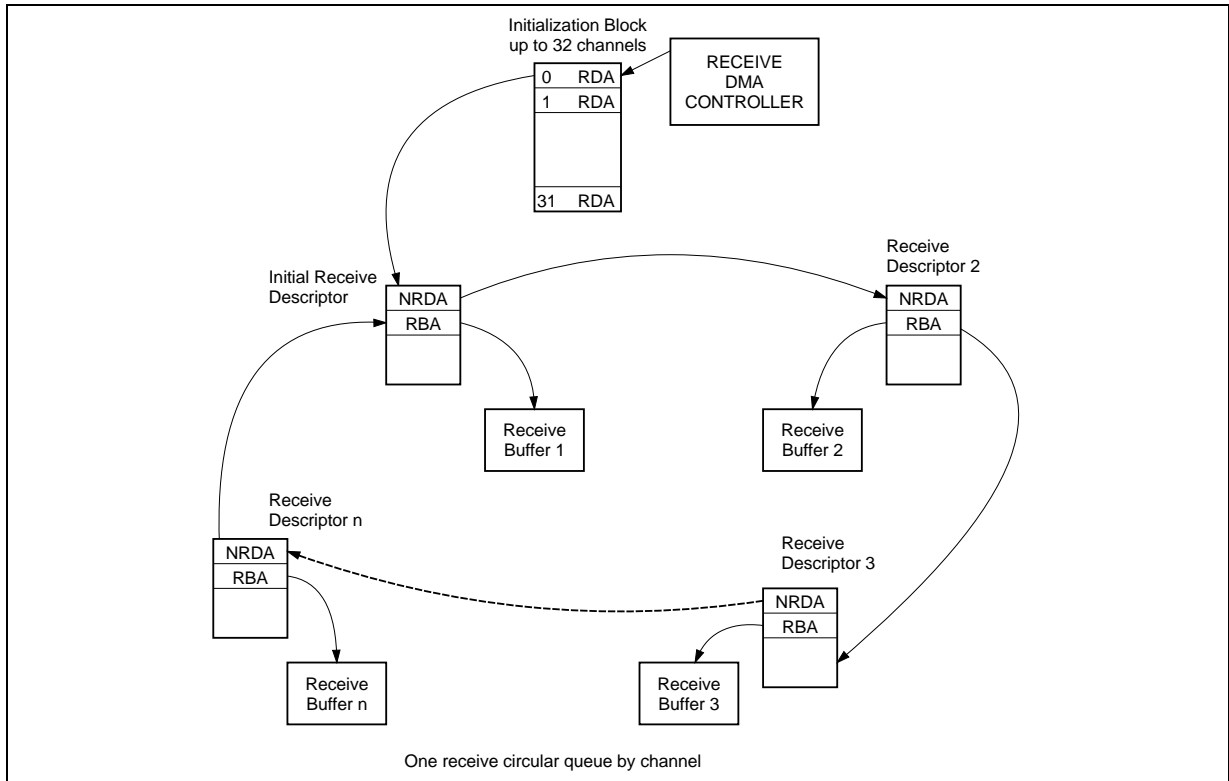 Initialization Block
up to 32 channels
RECEIVE
DMA
CONTROLLER
0 RDA
1 RDA
31 RDA
Initial Receive
Descriptor
NRDA
RBA
Receive
Descriptor 2
NRDA
RBA
Receive
Buffer 1
Receive
Buffer 2
Receive
Descriptor n
NRDA
RBA
Receive
Descriptor 3
NRDA
RBA
Receive
Buffer n
Receive
Buffer 3
One receive circular queue by channel